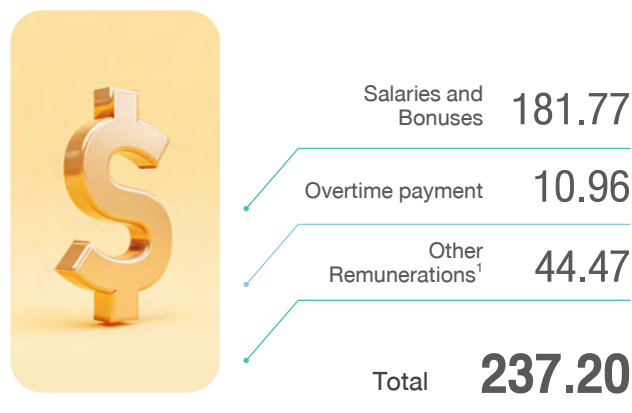 Salaries and
Bonuses 181.77
Overtime payment 10.96
Other
Remunerations¹ 44.47
Total 237.20